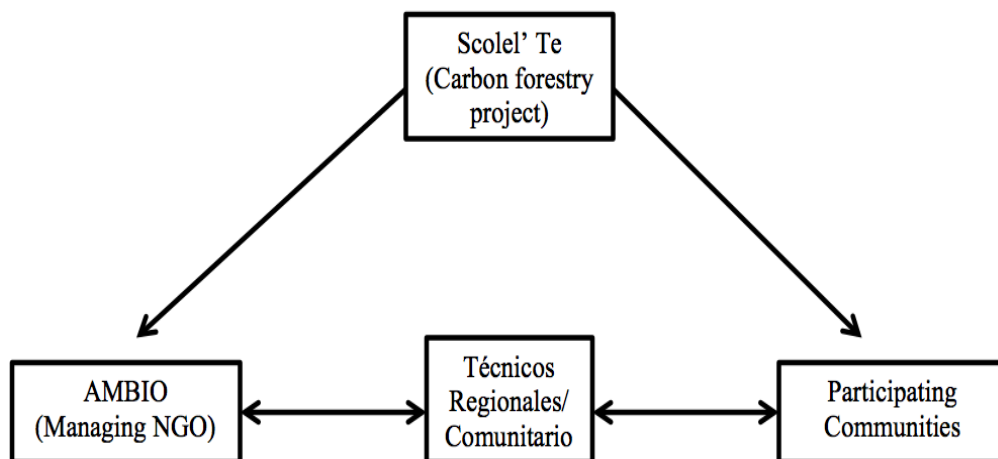 Scolel’ Te
(Carbon forestry
project)
AMBIO
(Managing NGO)
Técnicos
Regionales/
Comunitario
Participating
Communities